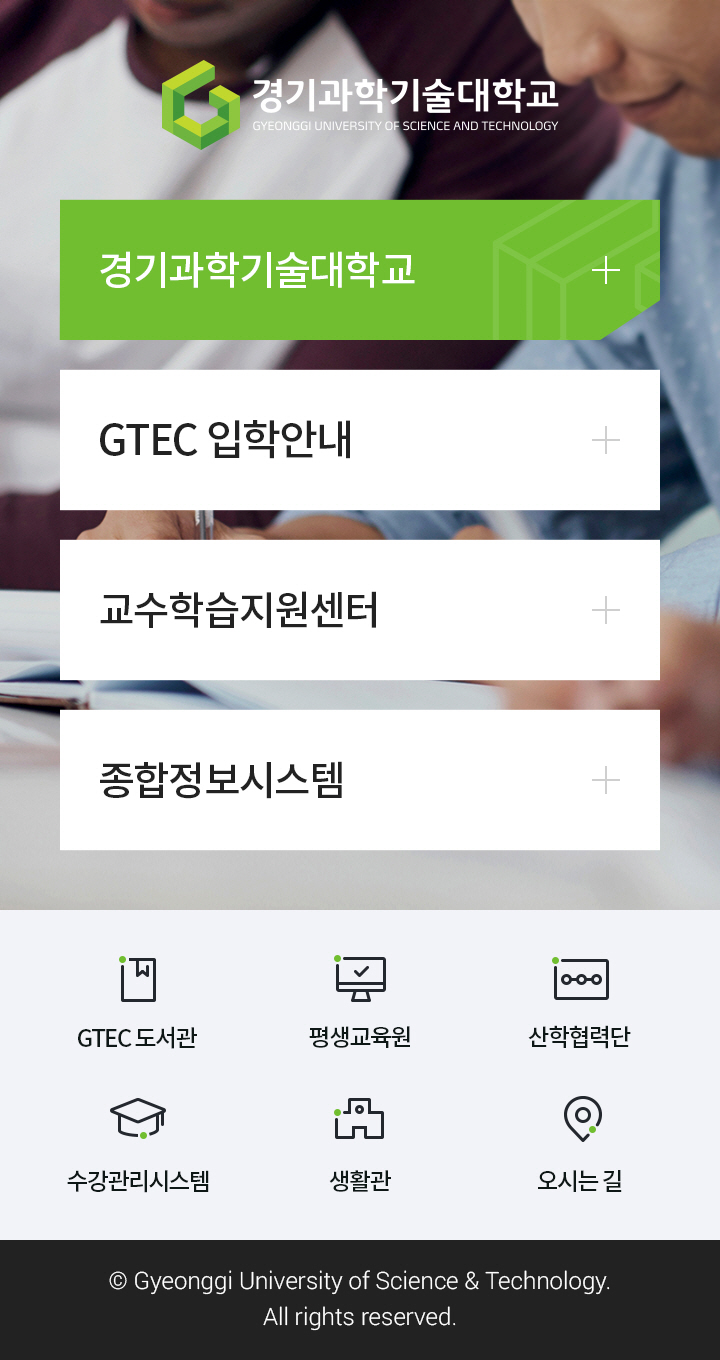 경기과학기술대학교
GYEONGGI UNIVERSITY OF SCIENCE AND TECHNOLOGY
경기과학기술대학교
GTEC 입학안내
교수학습지원센터
종합정보시스템
GTEC 도서관 평생교육원 산학협력단
수강관리시스템 생활관 오시는 길
© Gyeonggi University of Science & Technology.
All rights reserved.